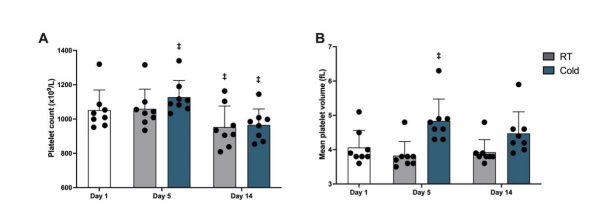 A
Platelet count (x10⁹/L)
1400
1200
1000
800
600
‡
‡
‡
Day 1
Day 5
Day 14
B
Mean platelet volume (fL)
7
6
5
4
3
‡
Day 1
Day 5
Day 14
RT
Cold